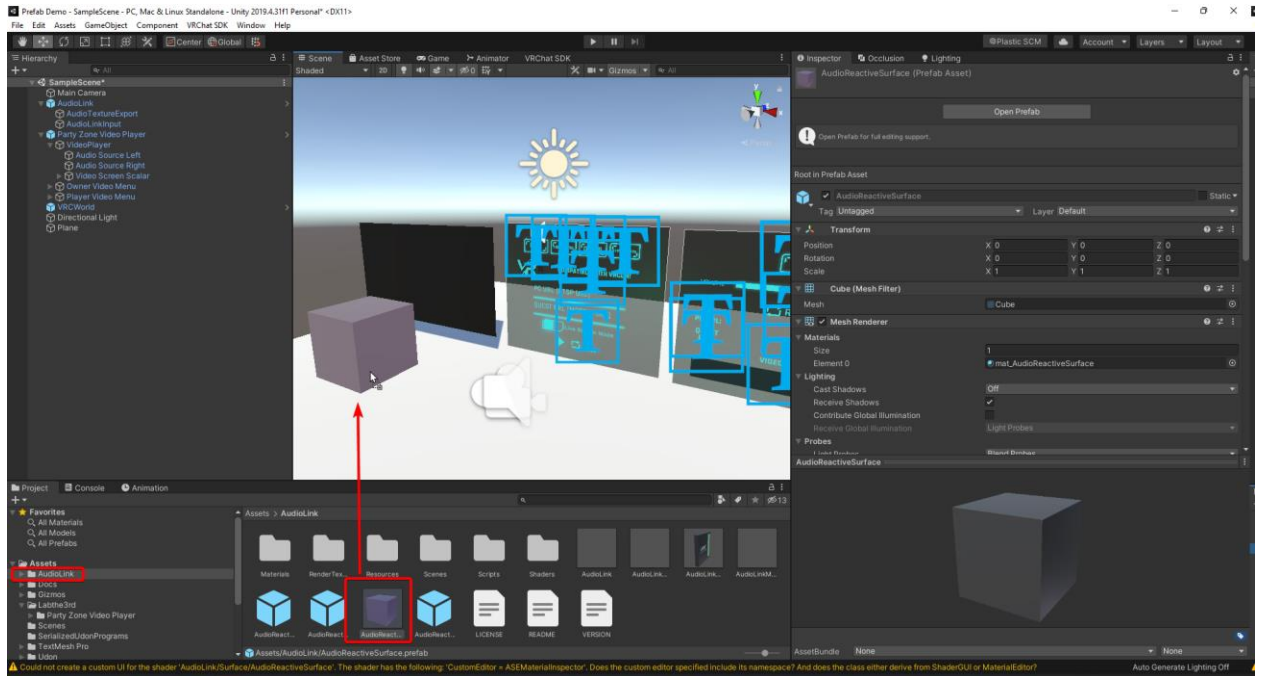 Prefab Demo - SampleScene - PC, Mac & Linux Standalone - Unity 2019.4.31f1 Personal* <DX11>
File Edit Assets GameObject Component VRChat SDK Window Help
Center Global Plastic SCM Account Layers Layout
Hierarchy
All
SampleScene*
Main Camera
AudioLink
AudioTextureExport
AudioLinkInput
Party Zone Video Player
VideoPlayer
Audio Source Left
Audio Source Right
Video Screen Scalar
Owner Video Menu
Player Video Menu
VRCWorld
Directional Light
Plane
Scene Asset Store Game Animator VRChat SDK
Shaded 2D 0 Gizmos All
Inspector Occlusion Lighting
AudioReactiveSurface (Prefab Asset)
Open Prefab
Open Prefab for full editing support.
Root in Prefab Asset
AudioReactiveSurface Static
Tag Untagged Layer Default
Transform
Position X 0 Y 0 Z 0
Rotation X 0 Y 0 Z 0
Scale X 1 Y 1 Z 1
Cube (Mesh Filter)
Mesh Cube
Mesh Renderer
Materials
Size 1
Element 0 mat_AudioReactiveSurface
Lighting
Cast Shadows Off
Receive Shadows
Contribute Global Illumination
Receive Global Illumination Light Probes
Probes
Light Probes Blend Probes
AudioReactiveSurface
Project Console Animation
13
Favorites
All Materials
All Models
All Prefabs
Assets
AudioLink
Docs
Gizmos
Labthe3rd
Party Zone Video Player
Scenes
SerializedUdonPrograms
TextMesh Pro
Udon
Assets > AudioLink
Materials RenderTex... Resources Scenes Scripts Shaders AudioLink AudioLink... AudioLink... AudioLinkM...
AudioReact... AudioReact... AudioReact... AudioReact... LICENSE README VERSION
Assets/AudioLink/AudioReactiveSurface.prefab
AssetBundle None None
Could not create a custom UI for the shader 'AudioLink/Surface/AudioReactiveSurface'. The shader has the following: 'CustomEditor = ASEMaterialInspector'. Does the custom editor specified include its namespace? And does the class either derive from ShaderGUI or MaterialEditor?
Auto Generate Lighting Off